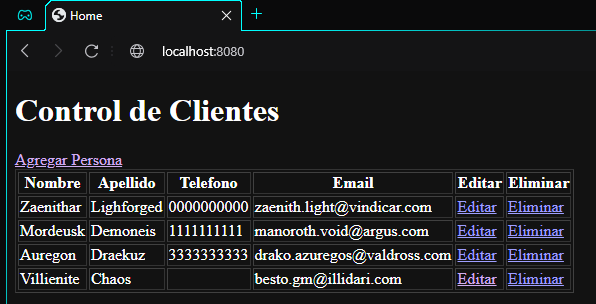 Home
localhost:8080
Control de Clientes
Agregar Persona
Nombre Apellido Telefono Email Editar Eliminar
Zaenithar Lighforged 0000000000 zaenith.light@vindicar.com Editar Eliminar
Mordeusk Demoneis 1111111111 manoroth.void@argus.com Editar Eliminar
Auregon Draekuz 3333333333 drako.azuregos@valdross.com Editar Eliminar
Villienite Chaos besto.gm@illidari.com Editar Eliminar